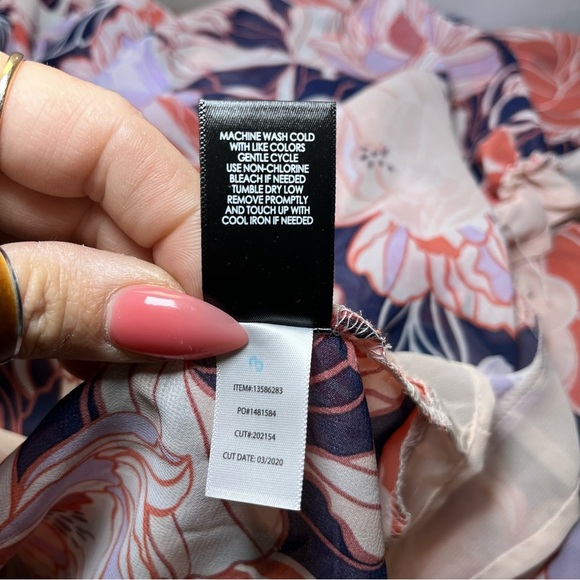 MACHINE WASH COLD
WITH LIKE COLORS
GENTLE CYCLE
USE NON-CHLORINE
BLEACH IF NEEDED
TUMBLE DRY LOW
REMOVE PROMPTLY
AND TOUCH UP WITH
COOL IRON IF NEEDED
ITEM#:13586283
PO#1481584
CUT#:202154
CUT DATE: 03/2020